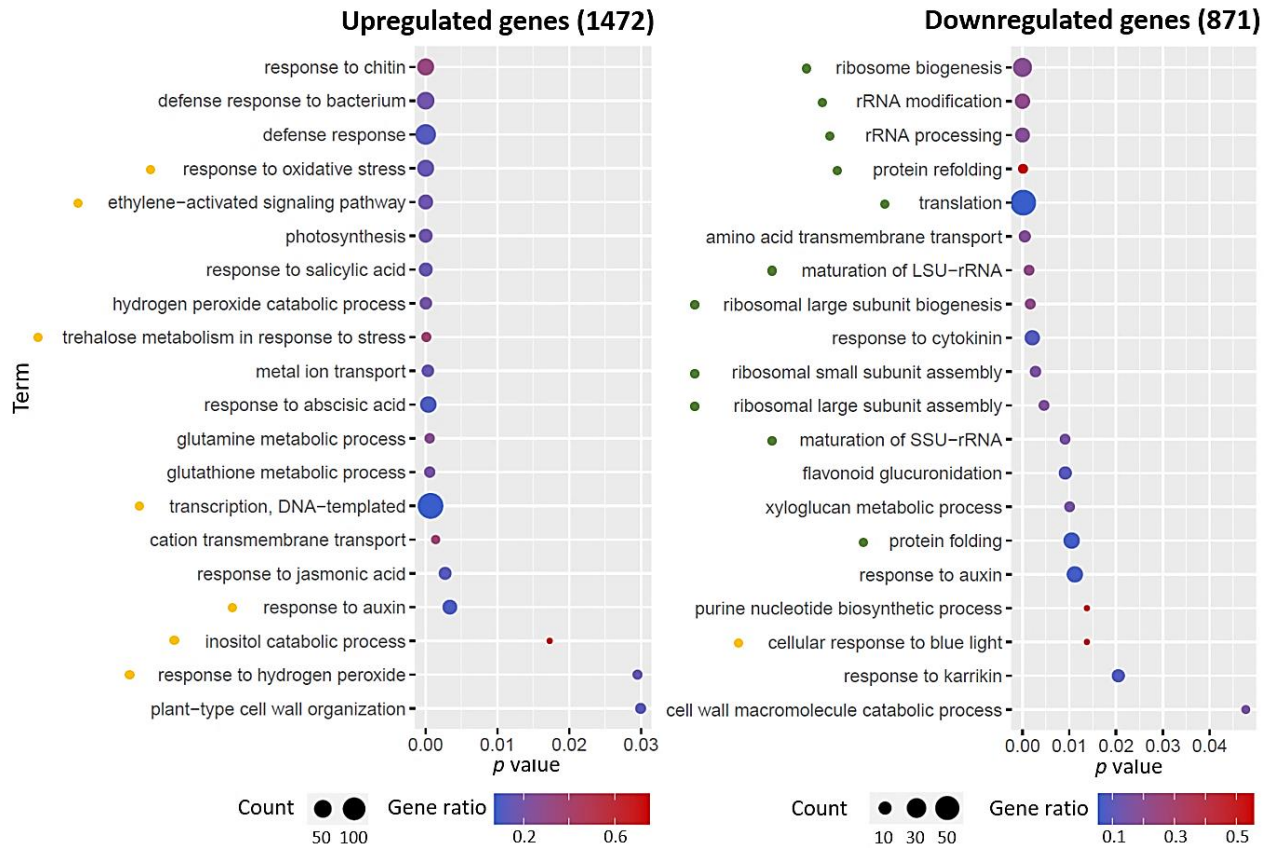 Upregulated genes (1472)
Term
response to chitin
defense response to bacterium
defense response
response to oxidative stress
ethylene−activated signaling pathway
photosynthesis
response to salicylic acid
hydrogen peroxide catabolic process
trehalose metabolism in response to stress
metal ion transport
response to abscisic acid
glutamine metabolic process
glutathione metabolic process
transcription, DNA−templated
cation transmembrane transport
response to jasmonic acid
response to auxin
inositol catabolic process
response to hydrogen peroxide
plant−type cell wall organization
0.00 0.01 0.02 0.03
p value
Count
50 100
Gene ratio
0.2 0.6
Downregulated genes (871)
ribosome biogenesis
rRNA modification
rRNA processing
protein refolding
translation
amino acid transmembrane transport
maturation of LSU−rRNA
ribosomal large subunit biogenesis
response to cytokinin
ribosomal small subunit assembly
ribosomal large subunit assembly
maturation of SSU−rRNA
flavonoid glucuronidation
xyloglucan metabolic process
protein folding
response to auxin
purine nucleotide biosynthetic process
cellular response to blue light
response to karrikin
cell wall macromolecule catabolic process
0.00 0.01 0.02 0.03 0.04
p value
Count
10 30 50
Gene ratio
0.1 0.3 0.5